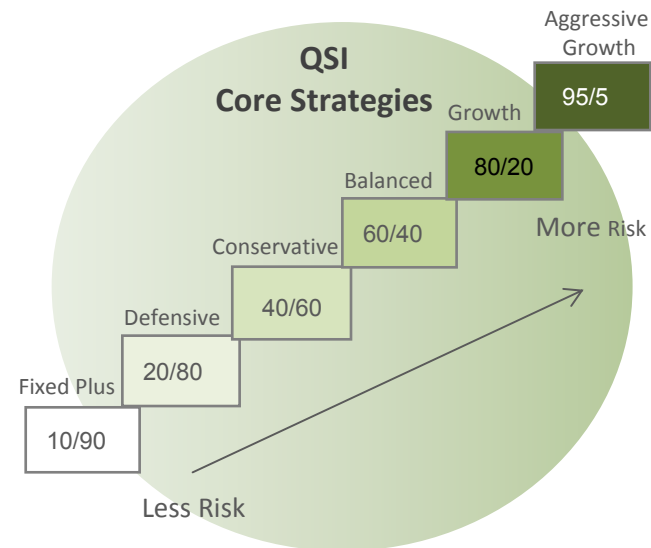 Aggressive
Growth
QSI
Core Strategies
95/5
Growth
80/20
Balanced
60/40
More Risk
Conservative
40/60
Defensive
20/80
Fixed Plus
10/90
Less Risk